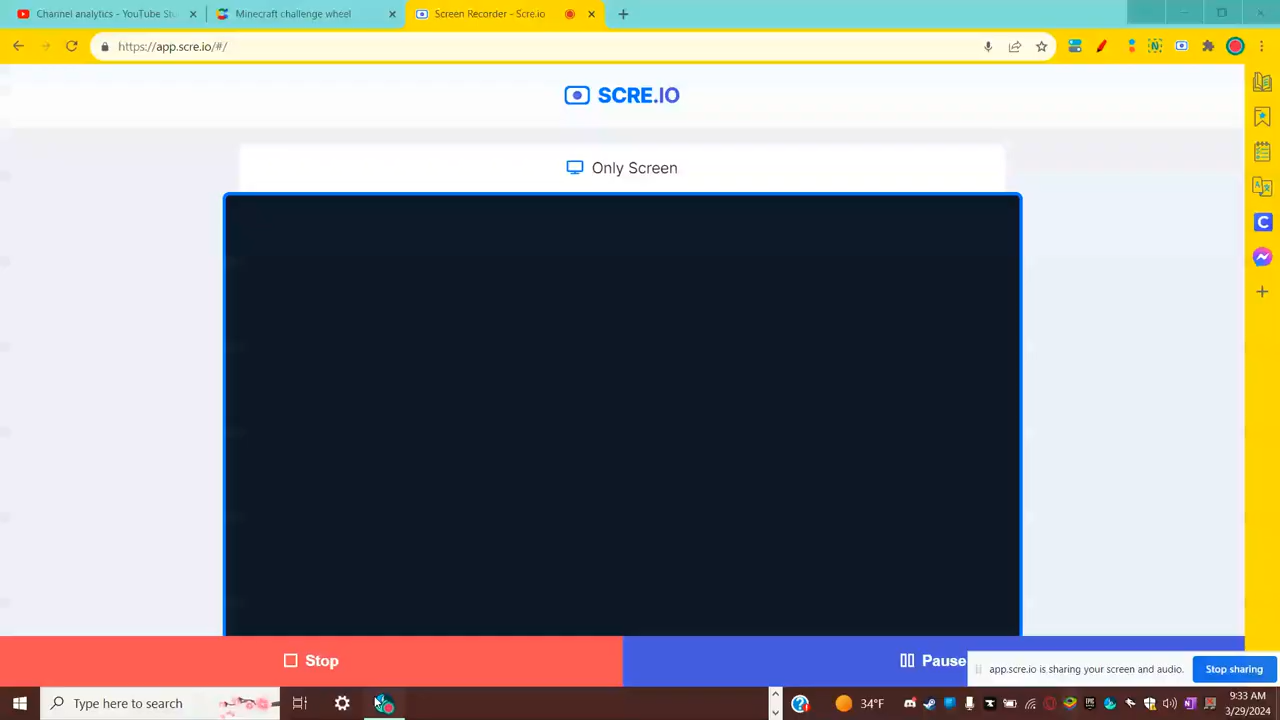 Channel analytics - YouTube Stu
Minecraft challenge wheel
Screen Recorder - Scre.io
https://app.scre.io/#/
SCRE.IO
Only Screen
Stop
Pause
app.scre.io is sharing your screen and audio.
Stop sharing
Type here to search
34°F
9:33 AM
3/29/2024